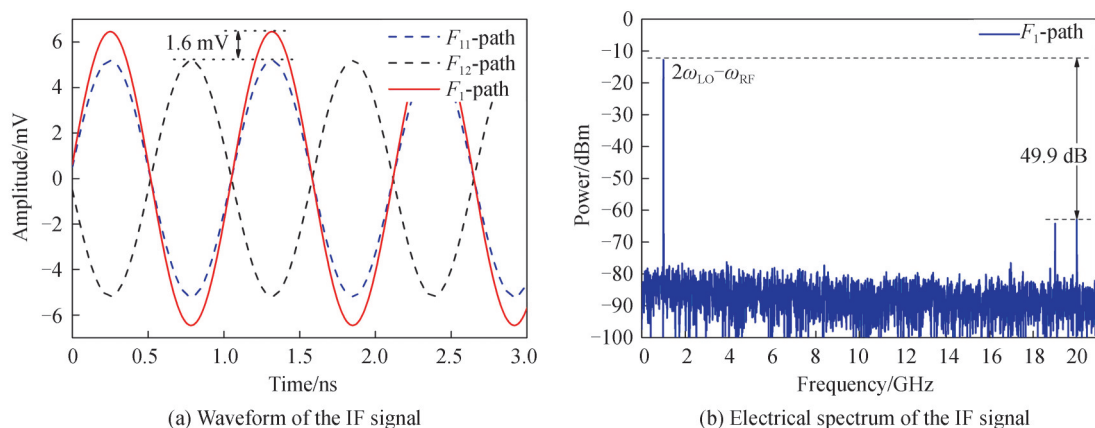 1.6 mV
F₁₁-path
F₁₂-path
F₁-path
6
4
2
0
−2
−4
−6
Amplitude/mV
0 0.5 1.0 1.5 2.0 2.5 3.0
Time/ns
(a) Waveform of the IF signal
F₁-path
2ω_LO−ω_RF
49.9 dB
0
−10
−20
−30
−40
−50
−60
−70
−80
−90
−100
Power/dBm
0 2 4 6 8 10 12 14 16 18 20
Frequency/GHz
(b) Electrical spectrum of the IF signal